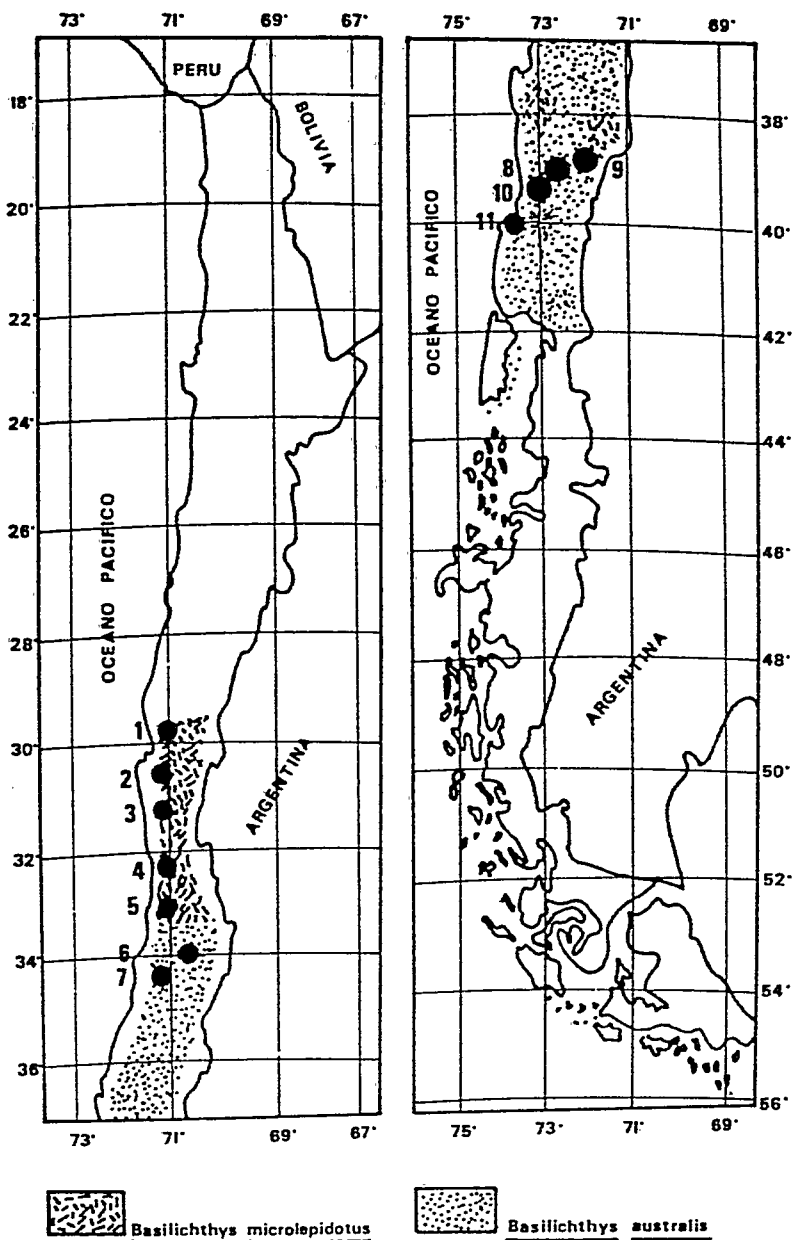 73° 71° 69° 67°
PERU
BOLIVIA
18°
20°
22°
24°
26°
28°
30°
32°
34°
36°
OCEANO PACIFICO
ARGENTINA
1
2
3
4
5
6
7
73° 71° 69° 67°
75° 73° 71° 69°
38°
40°
42°
44°
48°
48°
50°
52°
54°
56°
OCEANO PACIFICO
8
9
10
11
ARGENTINA
75° 73° 71° 69°
Basilichthys microlepidotus
Basilichthys australis